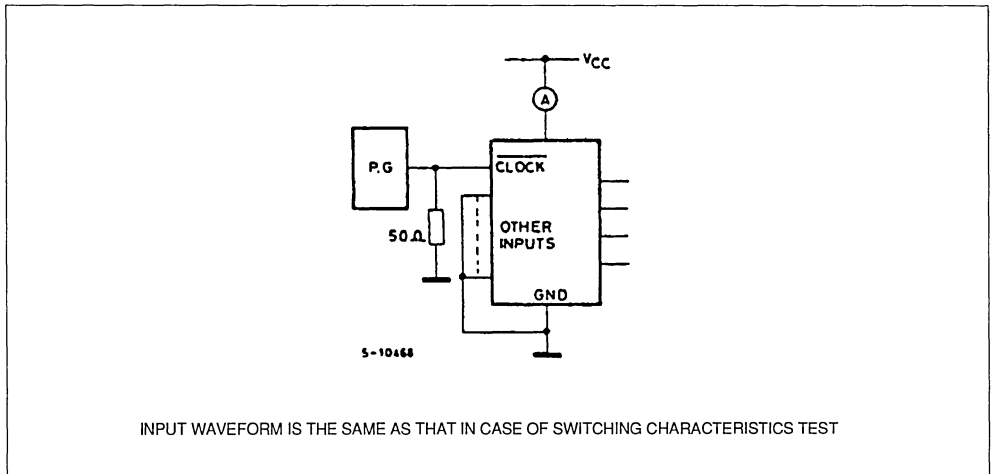 VCC
A
P.G
CLOCK
50Ω
OTHER
INPUTS
GND
S-10468
INPUT WAVEFORM IS THE SAME AS THAT IN CASE OF SWITCHING CHARACTERISTICS TEST